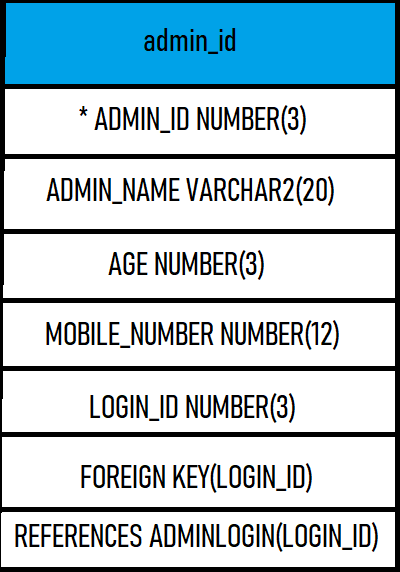 admin_id
* ADMIN_ID NUMBER(3)
ADMIN_NAME VARCHAR2(20)
AGE NUMBER(3)
MOBILE_NUMBER NUMBER(12)
LOGIN_ID NUMBER(3)
FOREIGN KEY(LOGIN_ID)
REFERENCES ADMINLOGIN(LOGIN_ID)